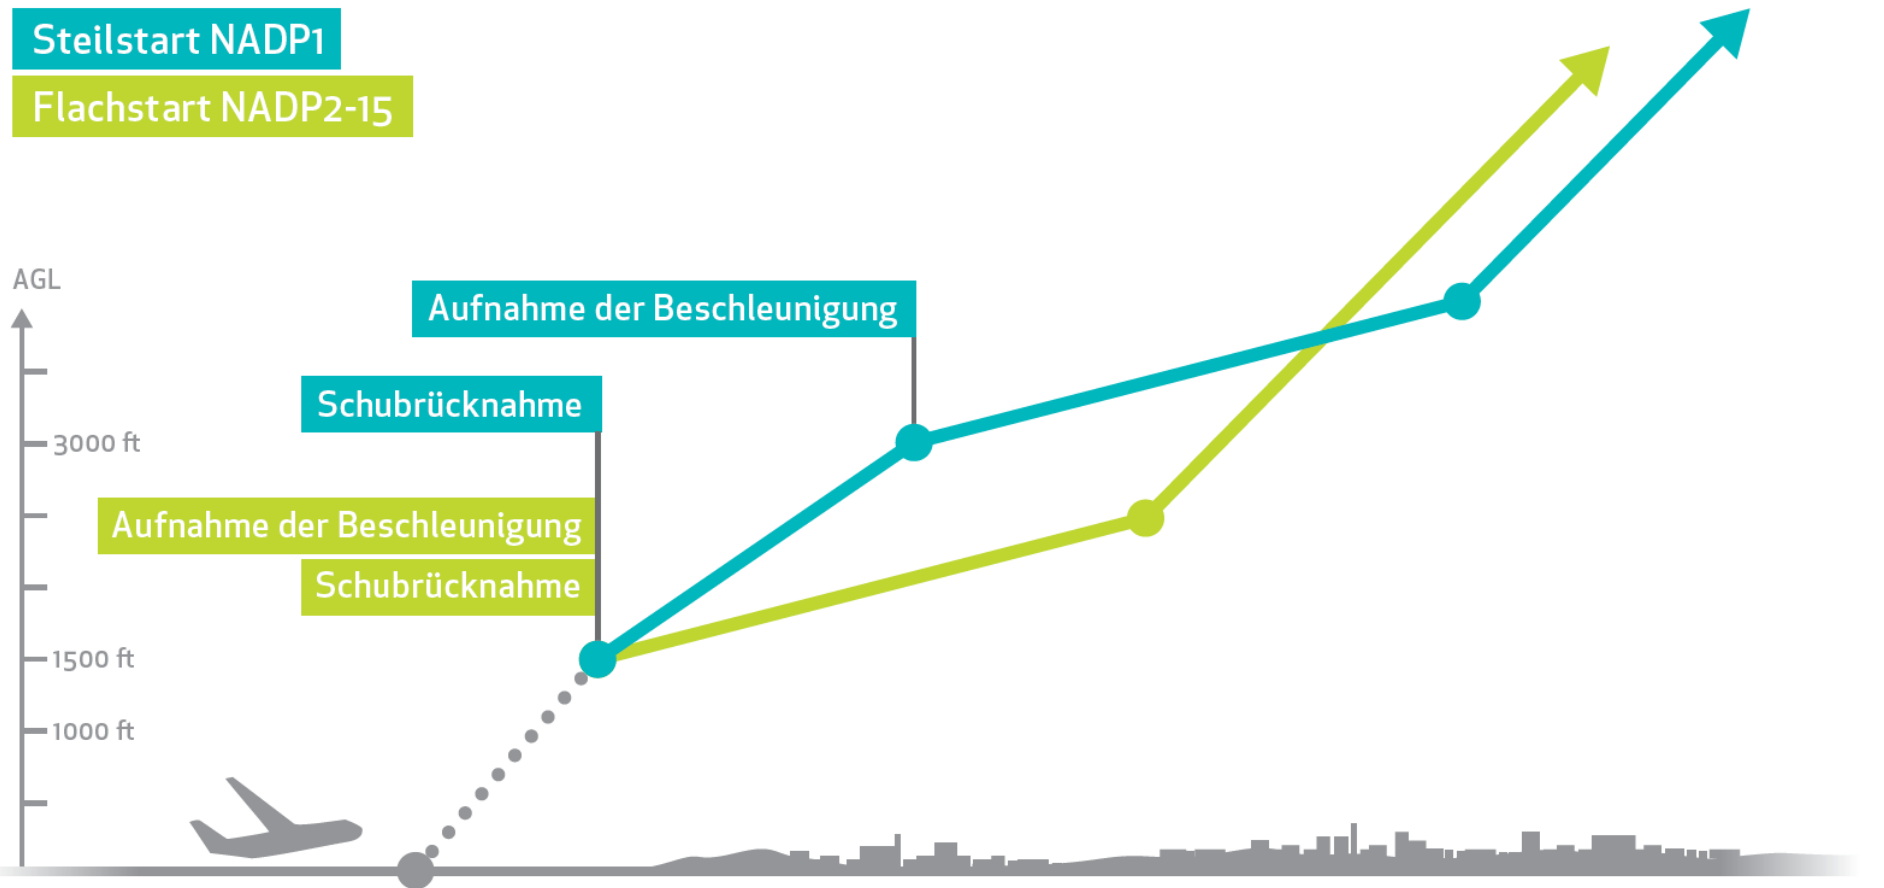 Steilstart NADP1
Flachstart NADP2-15
AGL
Aufnahme der Beschleunigung
Schubrücknahme
3000 ft
Aufnahme der Beschleunigung
Schubrücknahme
1500 ft
1000 ft